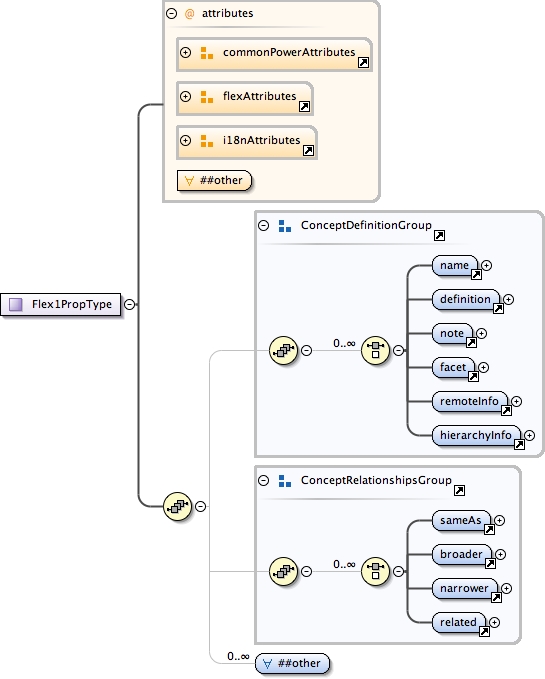 attributes
commonPowerAttributes
flexAttributes
i18nAttributes
##other
Flex1PropType
ConceptDefinitionGroup
0..∞
name
definition
note
facet
remoteInfo
hierarchyInfo
ConceptRelationshipsGroup
0..∞
sameAs
broader
narrower
related
0..∞
##other